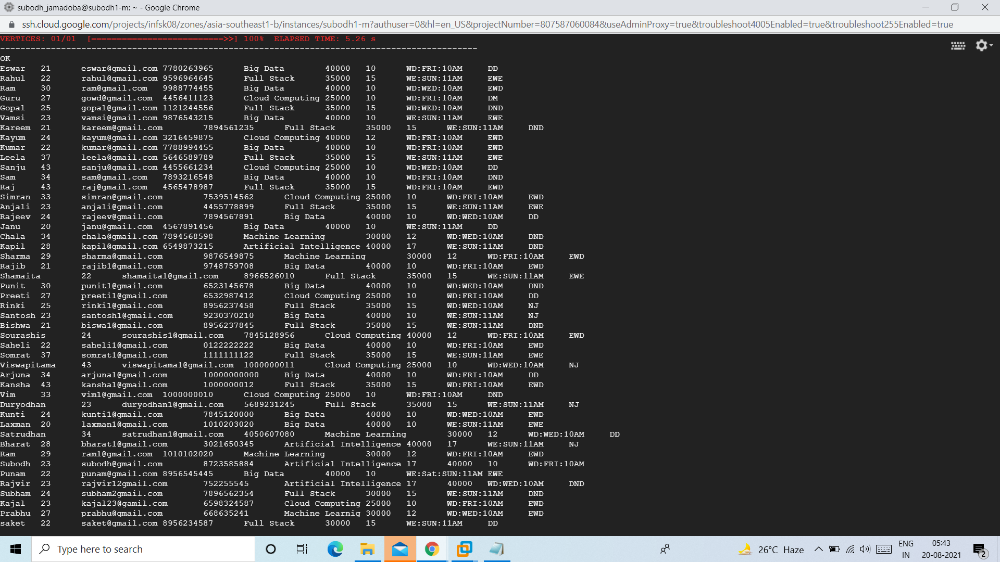 subodh_jamadoba@subodh1-m: ~ - Google Chrome
ssh.cloud.google.com/projects/infsk08/zones/asia-southeast1-b/instances/subodh1-m?authuser=0&hl=en_US&projectNumber=807587060084&useAdminProxy=true&troubleshoot4005Enabled=true&troubleshoot255Enabled=true
VERTICES: 01/01 [==========================>>] 100% ELAPSED TIME: 5.26 s
----------------------------------------------------------------------------------------------
OK
Eswar 21 eswar@gmail.com 7780263965 Big Data 40000 10 WD:FRI:10AM DD
Rahul 22 rahul@gmail.com 9596964645 Full Stack 35000 15 WE:SUN:11AM EWE
Ram 30 ram@gmail.com 9988774455 Big Data 40000 10 WD:WED:10AM EWD
Guru 27 gowd@gmail.com 4456411123 Cloud Computing 25000 10 WD:FRI:10AM DM
Gopal 25 gopal@gmail.com 1121244556 Full Stack 35000 15 WD:WED:10AM DND
Vamsi 23 vamsi@gmail.com 9876543215 Big Data 40000 10 WE:SUN:11AM EWE
Kareem 21 kareem@gmail.com 7894561235 Full Stack 35000 15 WE:SUN:11AM DND
Kayum 24 kayum@gmail.com 3216459875 Cloud Computing 40000 12 WD:FRI:10AM EWD
Kumar 22 kumar@gmail.com 7788994455 Big Data 40000 10 WD:FRI:10AM EWD
Leela 37 leela@gmail.com 5646589789 Full Stack 35000 15 WE:SUN:11AM EWE
Sanju 43 sanju@gmail.com 4455661234 Cloud Computing 25000 10 WD:WED:10AM DD
Sam 34 sam@gmail.com 7893216548 Big Data 40000 10 WD:FRI:10AM DND
Raj 43 raj@gmail.com 4565478987 Full Stack 35000 15 WD:FRI:10AM EWD
Simran 33 simran@gmail.com 7539514562 Cloud Computing 25000 10 WD:FRI:10AM EWD
Anjali 23 anjali@gmail.com 4455778899 Full Stack 35000 15 WE:SUN:11AM EWE
Rajeev 24 rajeev@gmail.com 7894567891 Big Data 40000 10 WD:WED:10AM DD
Janu 20 janu@gmail.com 4567891456 Big Data 40000 10 WE:SUN:11AM DD
Chala 34 chala@gmail.com 7894568598 Machine Learning 30000 12 WD:WED:10AM DND
Kapil 28 kapil@gmail.com 6549873215 Artificial Intelligence 40000 17 WE:SUN:11AM DND
Sharma 29 sharma@gmail.com 9876549875 Machine Learning 30000 12 WD:FRI:10AM EWD
Rajib 21 rajib1@gmail.com 9748759708 Big Data 40000 10 WD:FRI:10AM EWD
Shamaita 22 shamaita1@gmail.com 8966526010 Full Stack 35000 15 WE:SUN:11AM EWE
Punit 30 punit1@gmail.com 6523145678 Big Data 40000 10 WD:WED:10AM DND
Preeti 27 preeti1@gmail.com 6532987412 Cloud Computing 25000 10 WD:FRI:10AM DD
Rinki 25 rinki1@gmail.com 8956237458 Full Stack 35000 15 WD:WED:10AM NJ
Santosh 23 santosh1@gmail.com 9230370210 Big Data 40000 10 WE:SUN:11AM NJ
Bishwa 21 biswa1@gmail.com 8956237845 Full Stack 35000 15 WE:SUN:11AM DND
Sourashis 24 sourashis1@gmail.com 7845128956 Cloud Computing 40000 12 WD:FRI:10AM EWD
Saheli 22 saheli1@gmail.com 0122222222 Big Data 40000 10 WD:FRI:10AM EWD
Somrat 37 somrat1@gmail.com 1111111122 Full Stack 35000 15 WE:SUN:11AM EWE
Viswapitama 43 viswapitama1@gmail.com 1000000011 Cloud Computing 25000 10 WD:WED:10AM NJ
Arjuna 34 arjuna1@gmail.com 10000000000 Big Data 40000 10 WD:FRI:10AM DD
Kansha 43 kansha1@gmail.com 1000000012 Full Stack 35000 15 WD:FRI:10AM EWD
Vim 33 vim1@gmail.com 1000000010 Cloud Computing 25000 10 WD:FRI:10AM DND
Duryodhan 23 duryodhan1@gmail.com 5689231245 Full Stack 35000 15 WE:SUN:11AM NJ
Kunti 24 kunti1@gmail.com 7845120000 Big Data 40000 10 WD:WED:10AM EWD
Laxman 20 laxman1@gmail.com 1010203020 Big Data 40000 10 WE:SUN:11AM EWE
Satrudhan 34 satrudhan1@gmail.com 4050607080 Machine Learning 30000 12 WD:WED:10AM DD
Bharat 28 bharat1@gmail.com 3021650345 Artificial Intelligence 40000 17 WE:SUN:11AM NJ
Ram 29 ram1@gmail.com 1010102020 Machine Learning 30000 12 WD:FRI:10AM EWD
Subodh 23 subodh@gmail.com 8723585884 Artificial Intelligence 17 40000 10 WD:FRI:10AM
Punam 22 punam@gmail.com 8956545445 Big Data 40000 10 WE:Sat:SUN:11AM EWE
Rajvir 23 rajvir12gmail.com 752255545 Artificial Intelligence 17 40000 WD:WED:10AM DND
Subham 24 subham2gmail.com 7896562354 Full Stack 30000 15 WE:SUN:11AM DND
Kajal 23 kajal23@gamil.com 6598324587 Cloud Computing 25000 10 WD:FRI:10AM EWD
Prabhu 27 prabhu@gmail.com 668635241 Machine Learnig 30000 12 WD:WED:10AM EWD
saket 22 saket@gmail.com 8956234587 Full Stack 30000 15 WE:SUN:11AM DD
Type here to search
26°C Haze
ENG
IN
05:43
20-08-2021
2